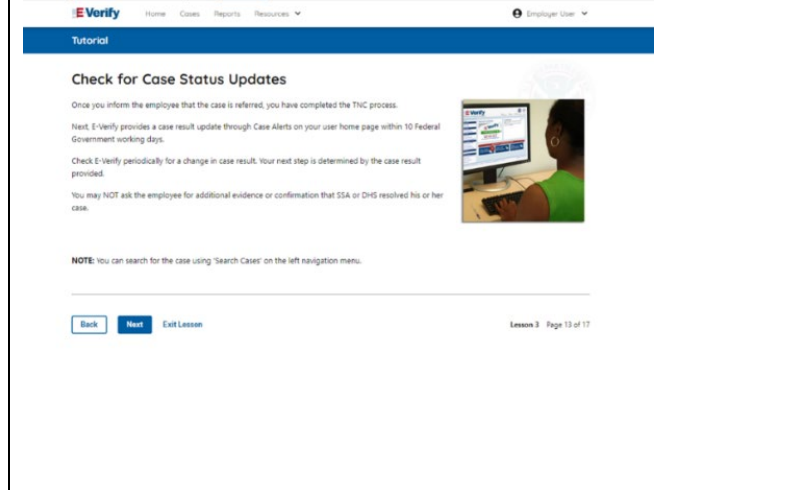 E-Verify Home Cases Reports Resources Employer User
Tutorial
Check for Case Status Updates
Once you inform the employee that the case is referred, you have completed the TNC process.
Next, E-Verify provides a case result update through Case Alerts on your user home page within 10 Federal
Government working days.
Check E-Verify periodically for a change in case result. Your next step is determined by the case result
provided.
You may NOT ask the employee for additional evidence or confirmation that SSA or DHS resolved his or her
case.
NOTE: You can search for the case using 'Search Cases' on the left navigation menu.
Back Next Exit Lesson Lesson 3 Page 13 of 17